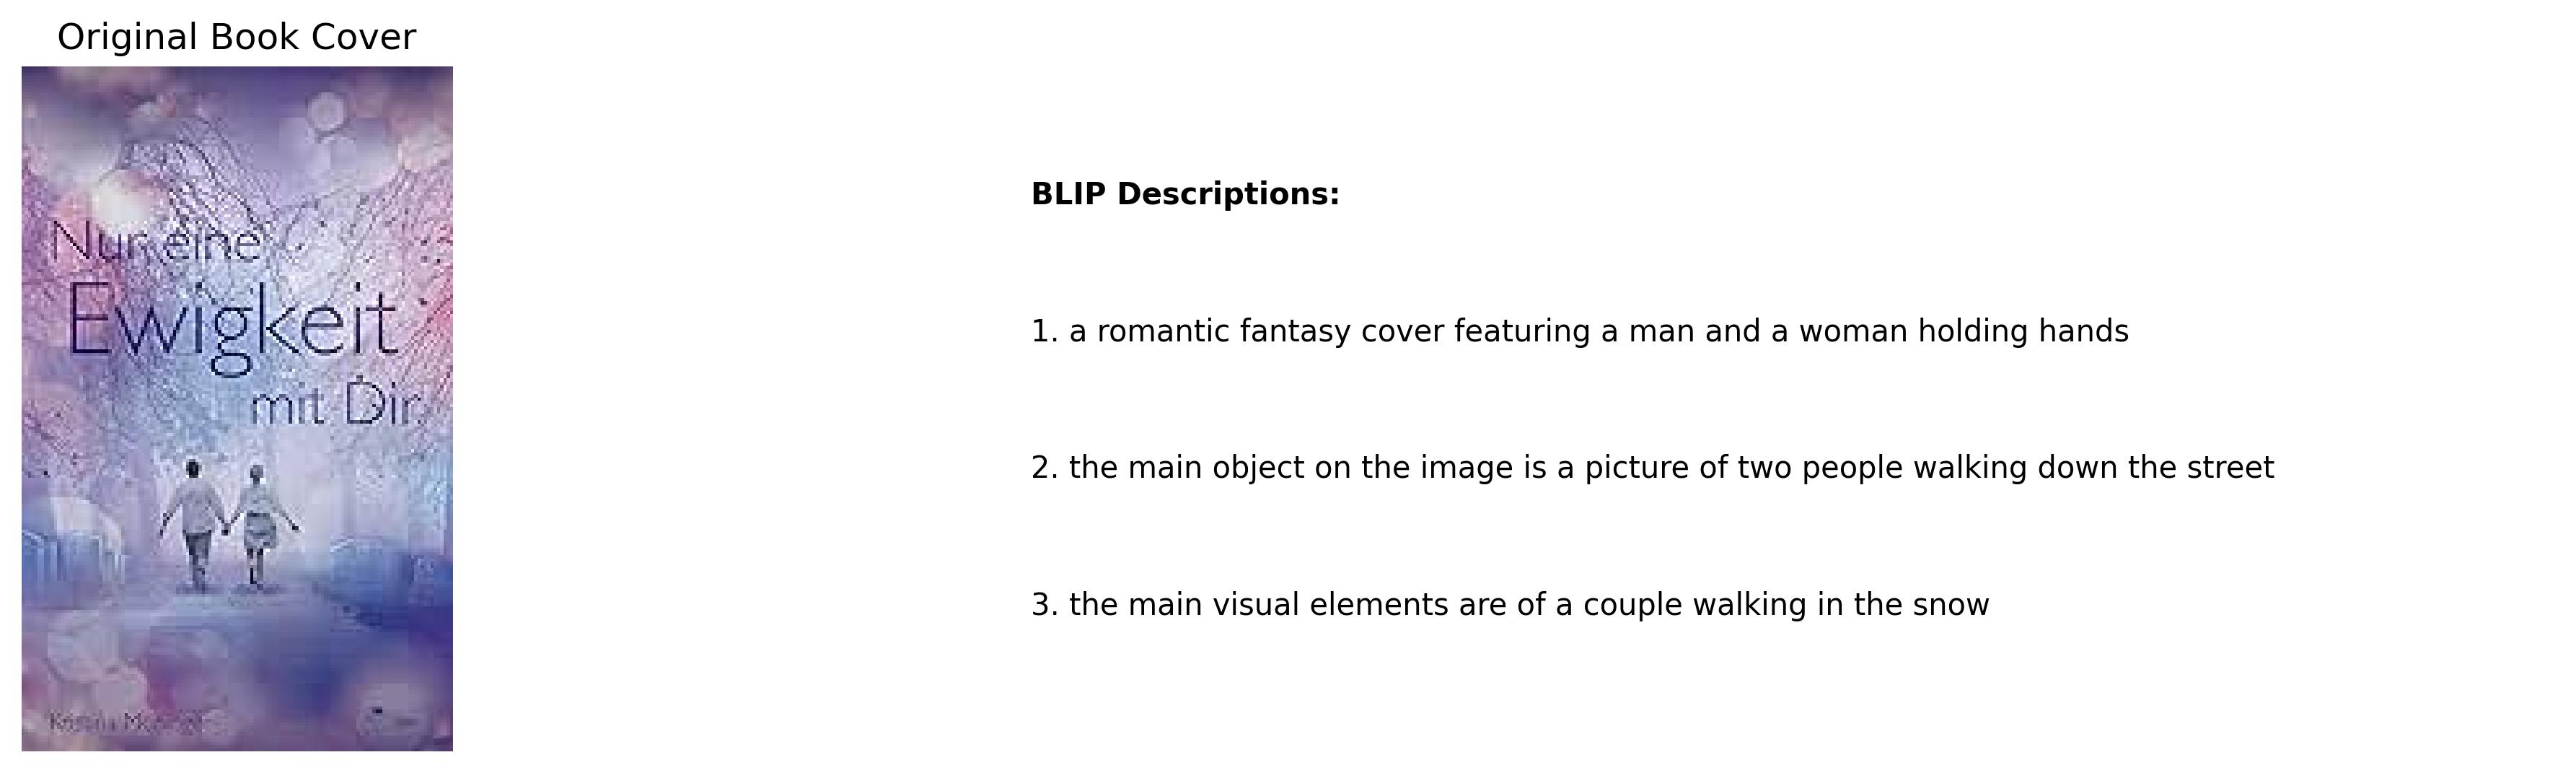 Original Book Cover
Nur eine
Ewigkeit
mit Dir
BLIP Descriptions:
1. a romantic fantasy cover featuring a man and a woman holding hands
2. the main object on the image is a picture of two people walking down the street
3. the main visual elements are of a couple walking in the snow